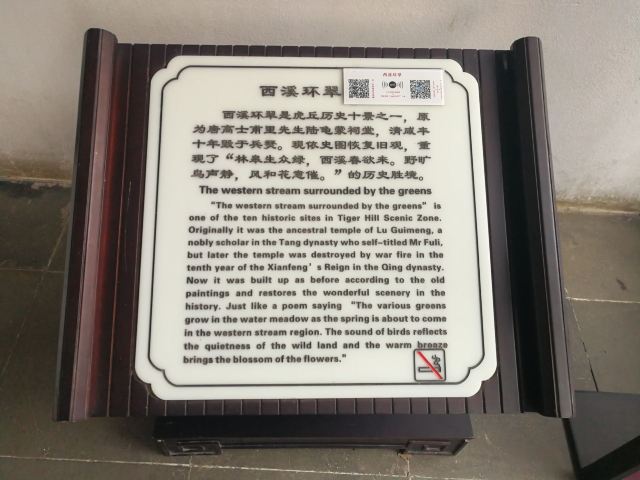 西溪环翠
西溪环翠
西溪环翠是虎丘历史十景之一，原
为唐高士甫里先生陆龟蒙祠堂，清咸丰
十年毁于兵燹。现依史图恢复旧观，重
现了“林皋生众绿，西溪春欲来。野旷
鸟声静，风和花意催。”的历史胜境。
The western stream surrounded by the greens
"The western stream surrounded by the greens" is
one of the ten historic sites in Tiger Hill Scenic Zone.
Originally it was the ancestral temple of Lu Guimeng, a
nobly scholar in the Tang dynasty who self-titled Mr Fuli,
but later the temple was destroyed by war fire in the
tenth year of the Xianfeng's Reign in the Qing dynasty.
Now it was built up as before according to the old
paintings and restores the wonderful scenery in the
history. Just like a poem saying "The various greens
grow in the water meadow as the spring is about to come
in the western stream region. The sound of birds reflects
the quietness of the wild land and the warm breeze
brings the blossom of the flowers."